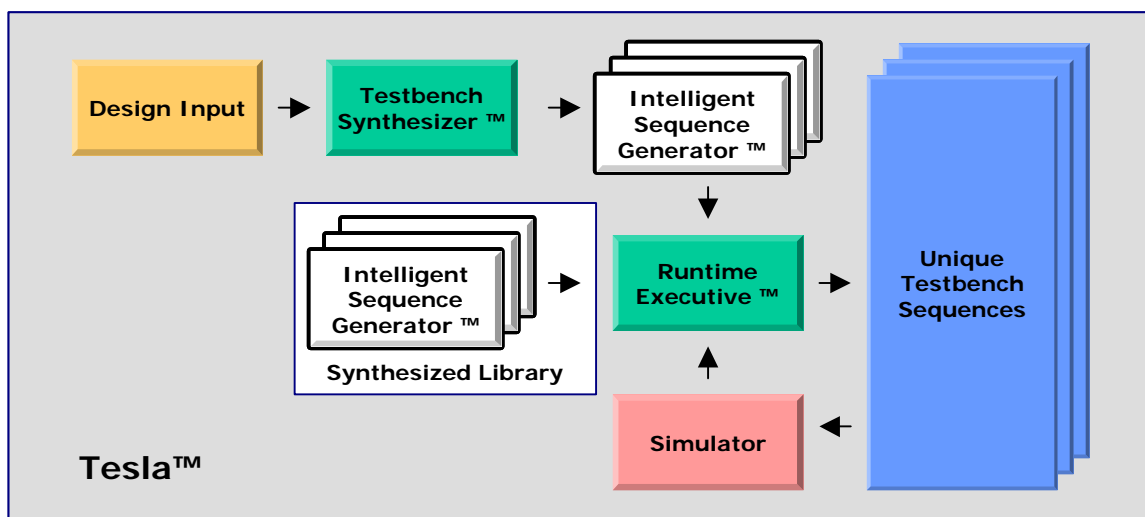 Design Input
Testbench
Synthesizer ™
Intelligent
Sequence
Generator ™
Intelligent
Sequence
Generator ™
Synthesized Library
Runtime
Executive ™
Unique
Testbench
Sequences
Simulator
Tesla™